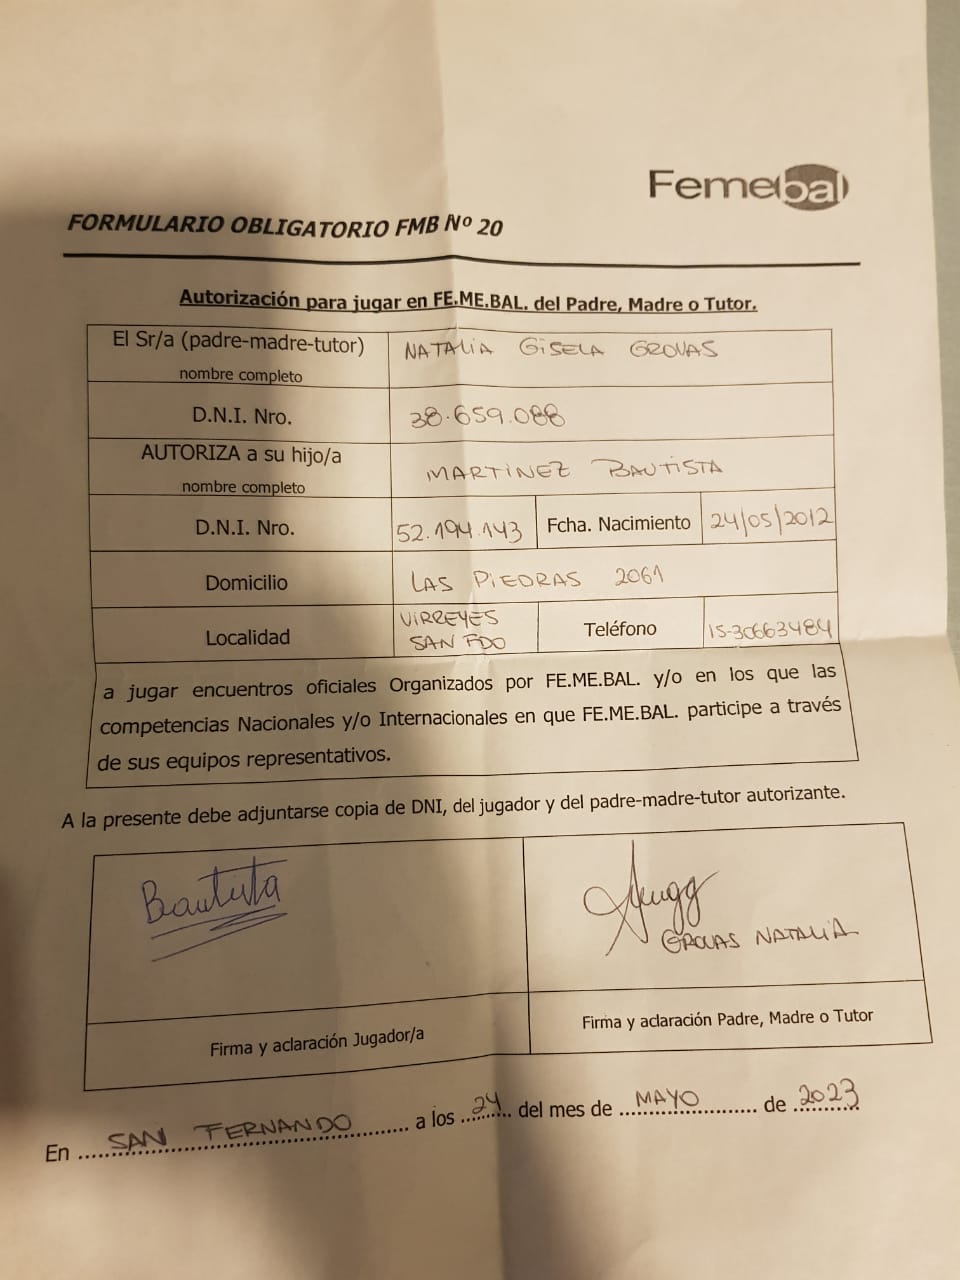 Femebal
FORMULARIO OBLIGATORIO FMB Nº 20
Autorización para jugar en FE.ME.BAL. del Padre, Madre o Tutor.
El Sr/a (padre-madre-tutor) NATALIA GISELA GROVAS
nombre completo
D.N.I. Nro. 38.659.088
AUTORIZA a su hijo/a MARTINEZ BAUTISTA
nombre completo
D.N.I. Nro. 52.194.143 Fcha. Nacimiento 24/05/2012
Domicilio LAS PIEDRAS 2061
Localidad VIRREYES SAN FDO Teléfono 15-30663484
a jugar encuentros oficiales Organizados por FE.ME.BAL. y/o en los que las
competencias Nacionales y/o Internacionales en que FE.ME.BAL. participe a través
de sus equipos representativos.
A la presente debe adjuntarse copia de DNI, del jugador y del padre-madre-tutor autorizante.
Bautista
GROVAS NATALIA
Firma y aclaración Jugador/a Firma y aclaración Padre, Madre o Tutor
En SAN FERNANDO a los 24 del mes de MAYO de 2023